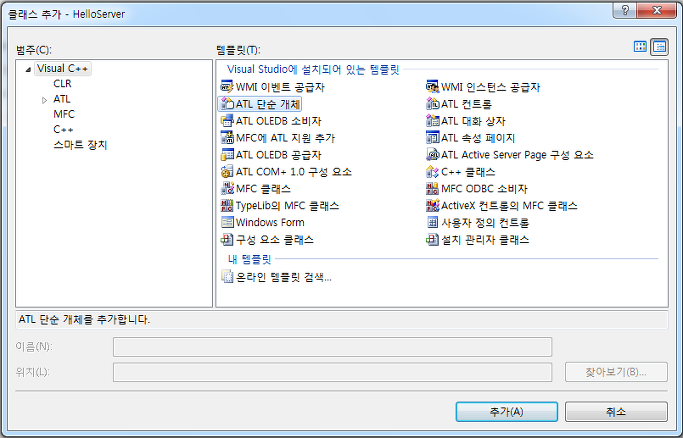 클래스 추가 - HelloServer
범주(C):
템플릿(T):
Visual C++
CLR
ATL
MFC
C++
스마트 장치
Visual Studio에 설치되어 있는 템플릿
WMI 이벤트 공급자
WMI 인스턴스 공급자
ATL 단순 개체
ATL 컨트롤
ATL OLEDB 소비자
ATL 대화 상자
MFC에 ATL 지원 추가
ATL 속성 페이지
ATL OLEDB 공급자
ATL Active Server Page 구성 요소
ATL COM+ 1.0 구성 요소
C++ 클래스
MFC 클래스
MFC ODBC 소비자
TypeLib의 MFC 클래스
ActiveX 컨트롤의 MFC 클래스
Windows Form
사용자 정의 컨트롤
구성 요소 클래스
설치 관리자 클래스
내 템플릿
온라인 템플릿 검색...
ATL 단순 개체를 추가합니다.
이름(N):
위치(L):
찾아보기(B)...
추가(A)
취소